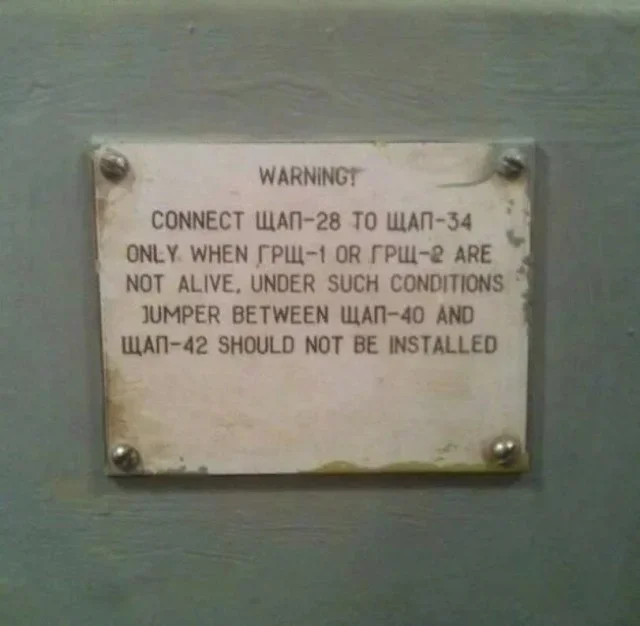 WARNING!
CONNECT ЩАП-28 TO ЩАП-34
ONLY WHEN ГРЩ-1 OR ГРЩ-2 ARE
NOT ALIVE, UNDER SUCH CONDITIONS
JUMPER BETWEEN ЩАП-40 AND
ЩАП-42 SHOULD NOT BE INSTALLED